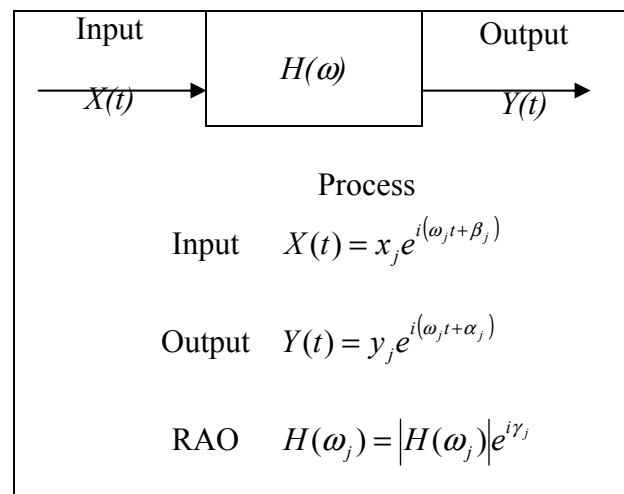 Input Output
H(ω)
X(t) Y(t)
Process
Input X(t) = x_j e^{i(ω_j t+β_j)}
Output Y(t) = y_j e^{i(ω_j t+α_j)}
RAO H(ω_j) = |H(ω_j)| e^{iγ_j}